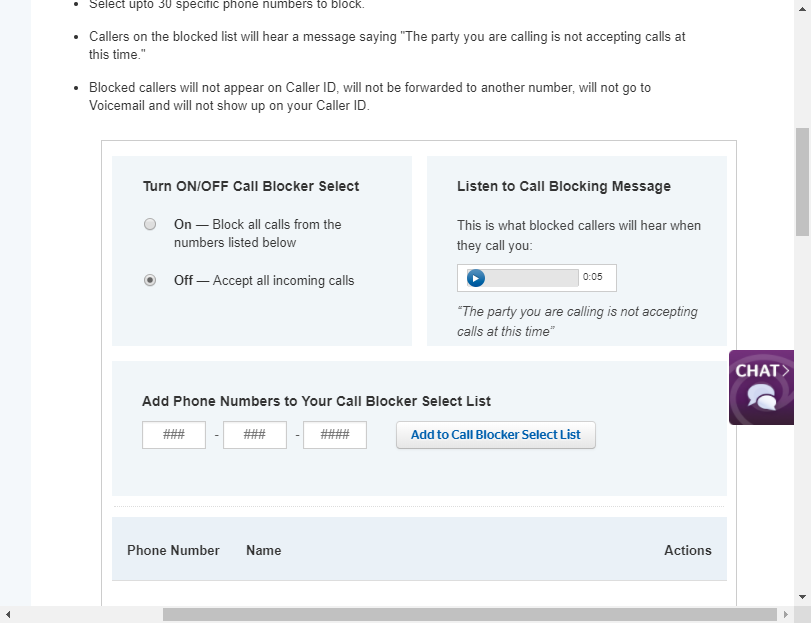 Select upto 30 specific phone numbers to block.
Callers on the blocked list will hear a message saying "The party you are calling is not accepting calls at
this time."
Blocked callers will not appear on Caller ID, will not be forwarded to another number, will not go to
Voicemail and will not show up on your Caller ID.
Turn ON/OFF Call Blocker Select
On — Block all calls from the
numbers listed below
Off — Accept all incoming calls
Listen to Call Blocking Message
This is what blocked callers will hear when
they call you:
0:05
“The party you are calling is not accepting
calls at this time”
CHAT>
Add Phone Numbers to Your Call Blocker Select List
### - ### - #### Add to Call Blocker Select List
Phone Number Name Actions